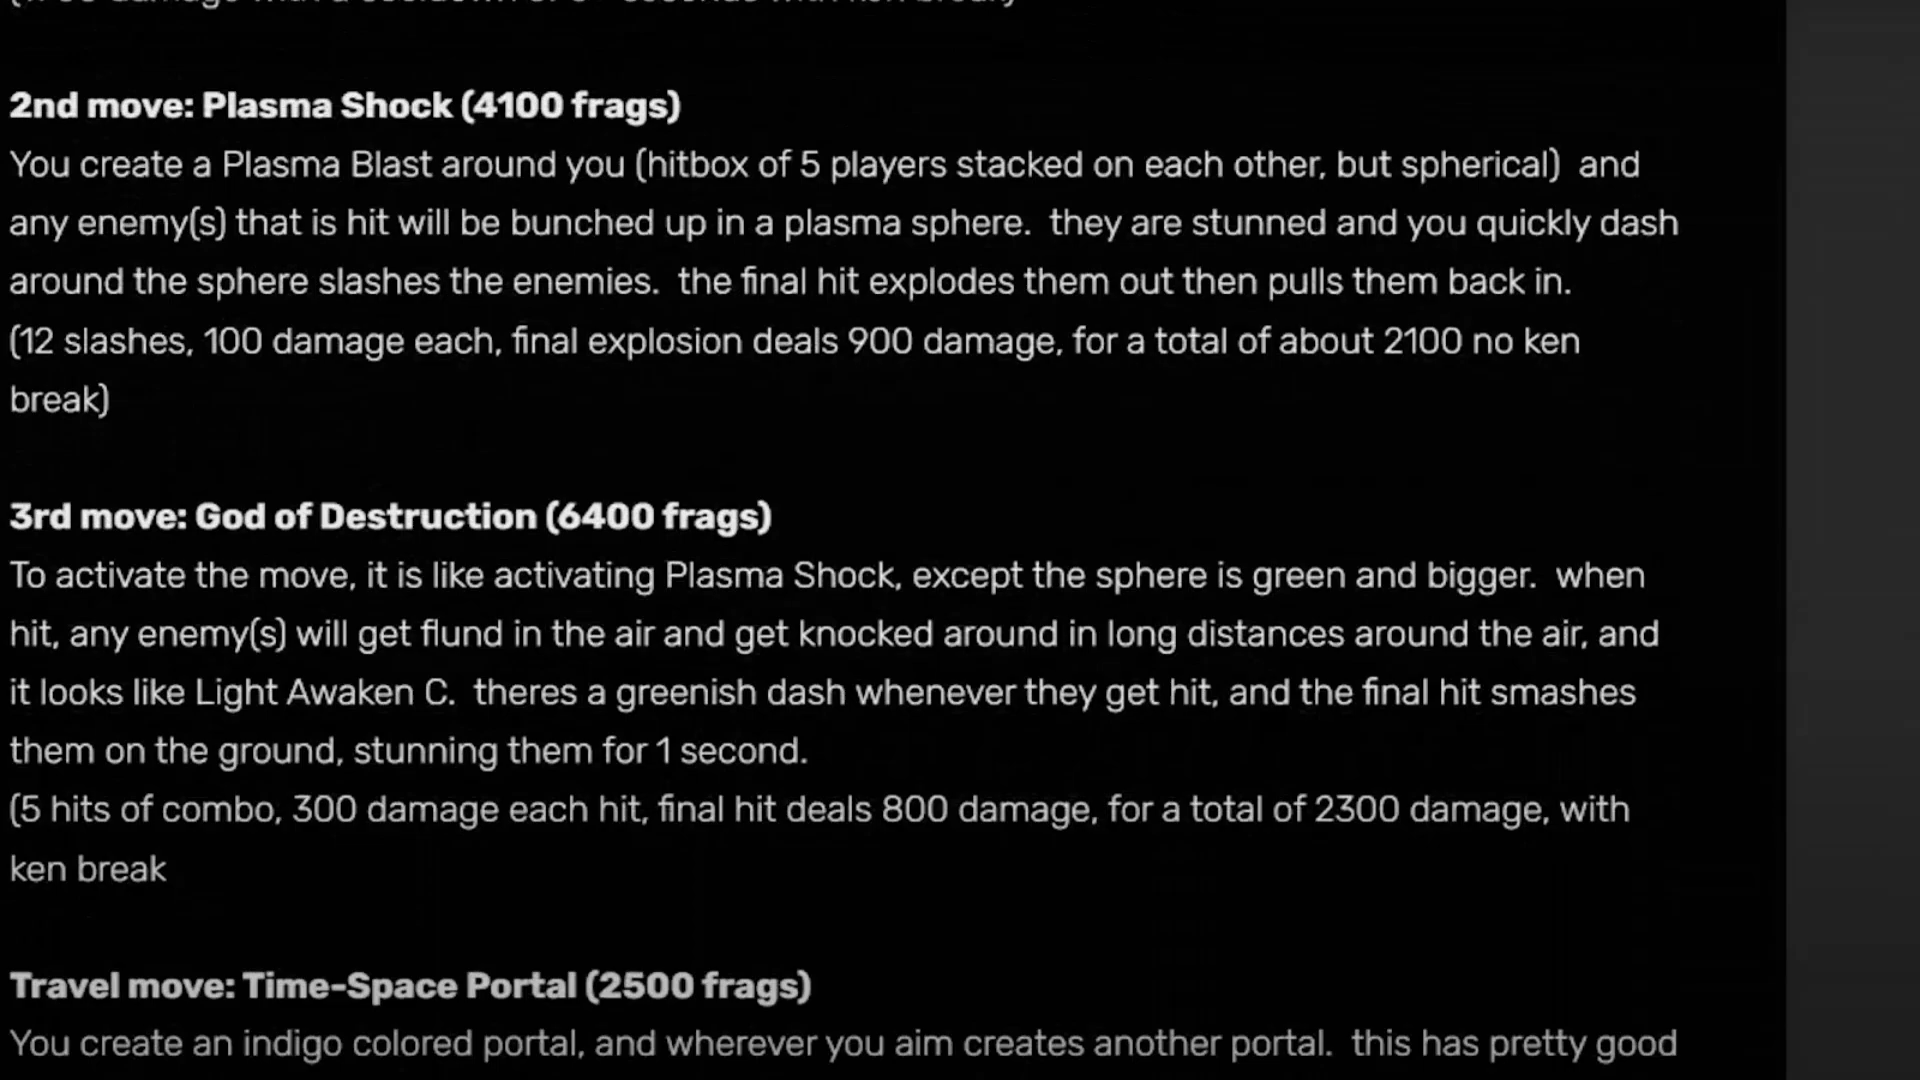 2nd move: Plasma Shock (4100 frags)
You create a Plasma Blast around you (hitbox of 5 players stacked on each other, but spherical)  and
any enemy(s) that is hit will be bunched up in a plasma sphere.  they are stunned and you quickly dash
around the sphere slashes the enemies.  the final hit explodes them out then pulls them back in.
(12 slashes, 100 damage each, final explosion deals 900 damage, for a total of about 2100 no ken
break)
3rd move: God of Destruction (6400 frags)
To activate the move, it is like activating Plasma Shock, except the sphere is green and bigger.  when
hit, any enemy(s) will get flund in the air and get knocked around in long distances around the air, and
it looks like Light Awaken C.  theres a greenish dash whenever they get hit, and the final hit smashes
them on the ground, stunning them for 1 second.
(5 hits of combo, 300 damage each hit, final hit deals 800 damage, for a total of 2300 damage, with
ken break
Travel move: Time-Space Portal (2500 frags)
You create an indigo colored portal, and wherever you aim creates another portal.  this has pretty good